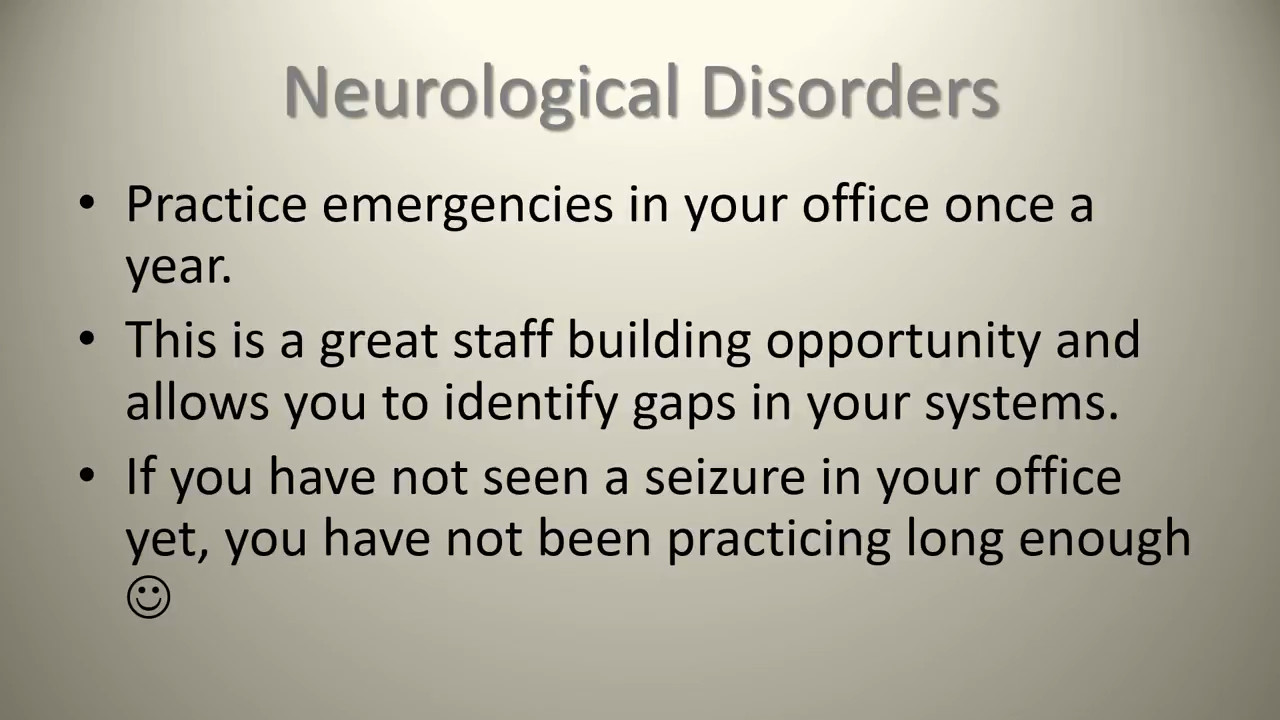 Neurological Disorders
• Practice emergencies in your office once a
year.
• This is a great staff building opportunity and
allows you to identify gaps in your systems.
• If you have not seen a seizure in your office
yet, you have not been practicing long enough
☺